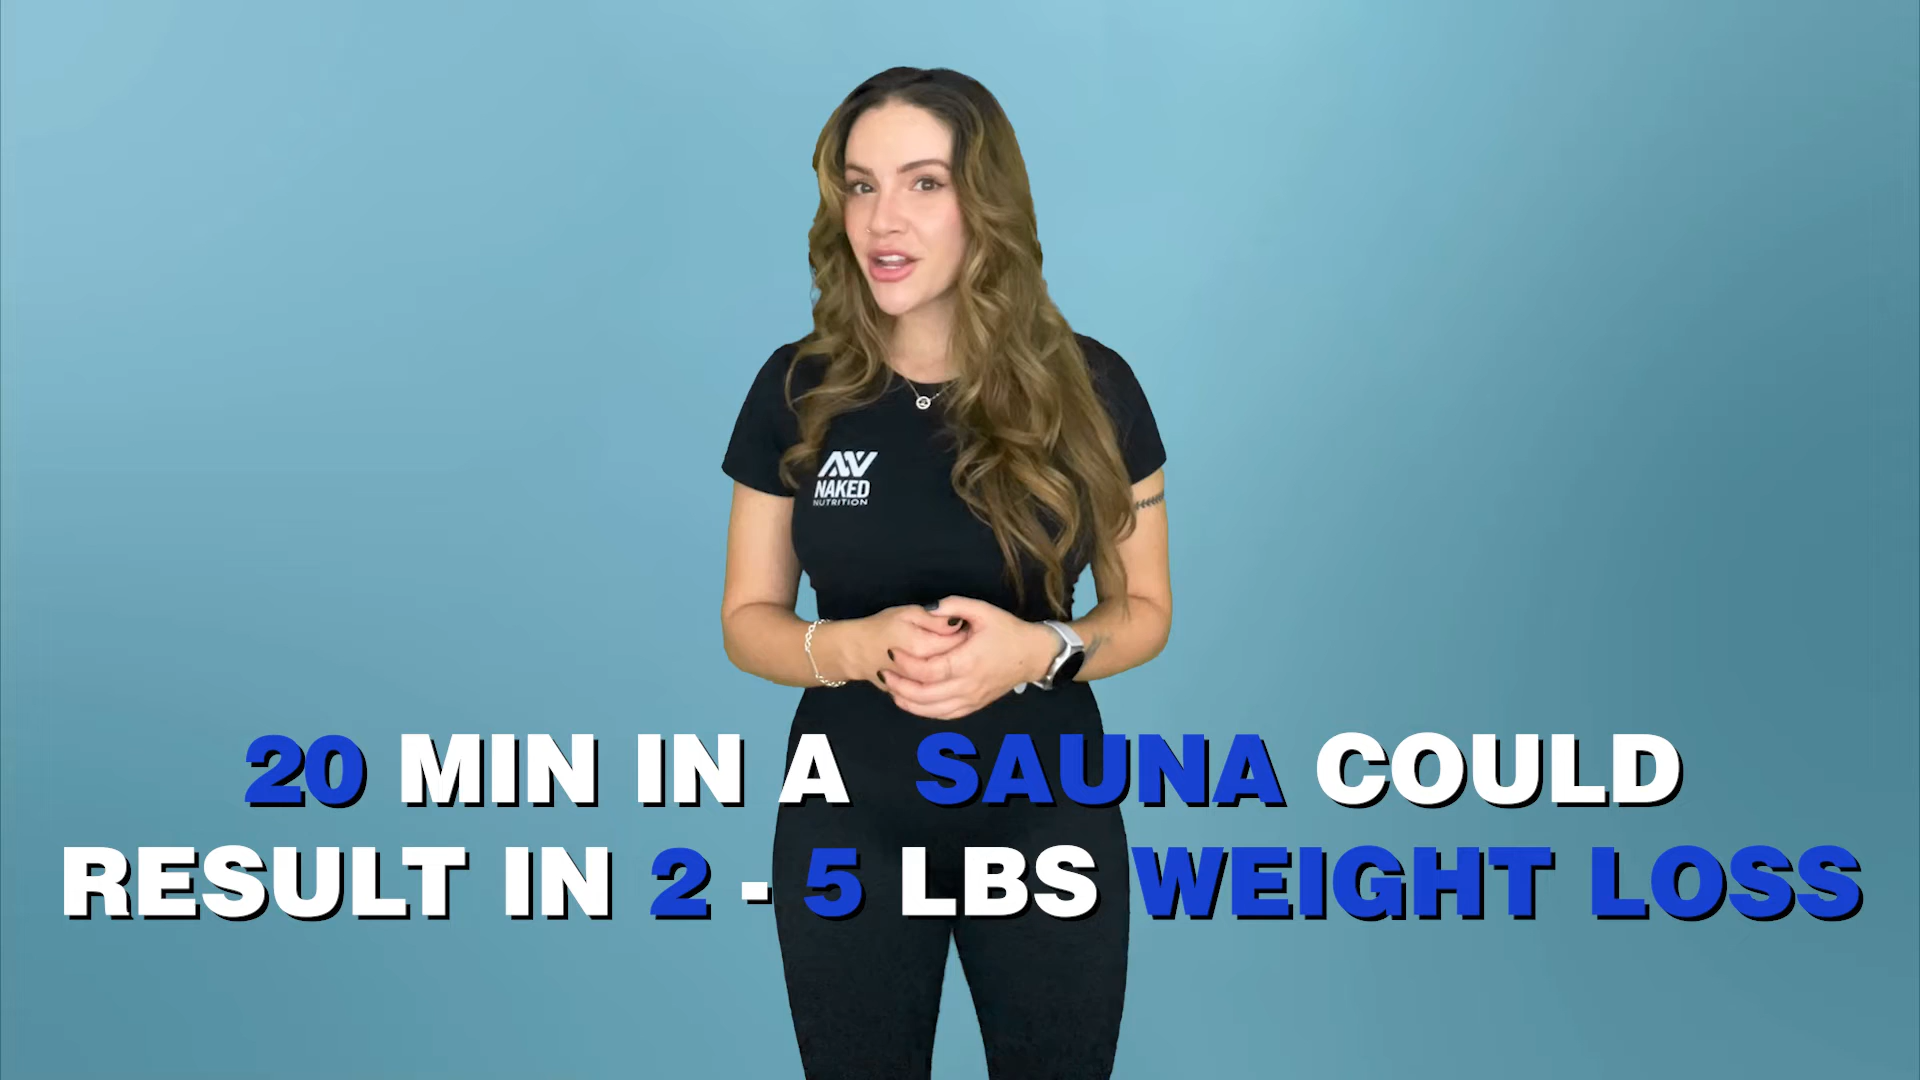 NAKED
NUTRITION
20 MIN IN A SAUNA COULD
RESULT IN 2 - 5 LBS WEIGHT LOSS